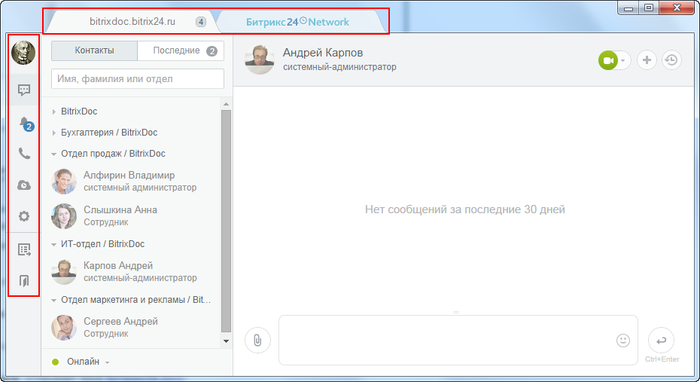 bitrixdoc.bitrix24.ru 4 Битрикс24 Network
Контакты Последние 2
Андрей Карпов
системный-администратор
Имя, фамилия или отдел
BitrixDoc
2
Бухгалтерия / BitrixDoc
Отдел продаж / BitrixDoc
Алфирин Владимир
системный администратор
Слышкина Анна
Сотрудник
Нет сообщений за последние 30 дней
ИТ-отдел / BitrixDoc
Карпов Андрей
системный-администратор
Отдел маркетинга и рекламы / Bit...
Сергеев Андрей
Сотрудник
Онлайн
Ctrl+Enter